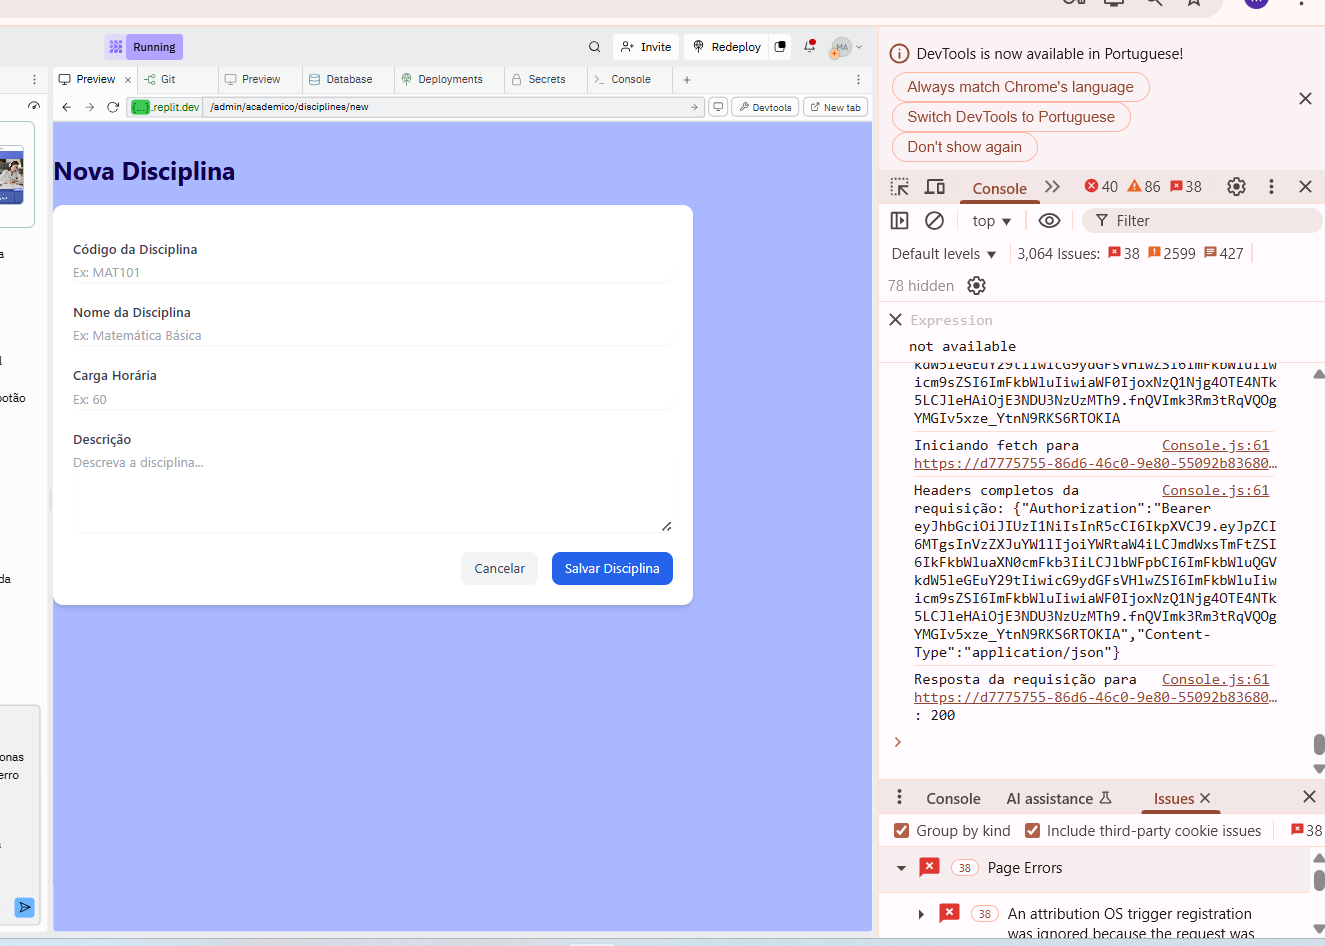 Running
Invite
Redeploy
MA
Preview
Git
Preview
Database
Deployments
Secrets
Console
{...}.replit.dev
/admin/academico/disciplines/new
Devtools
New tab
Nova Disciplina
Código da Disciplina
Ex: MAT101
Nome da Disciplina
Ex: Matemática Básica
Carga Horária
Ex: 60
Descrição
Descreva a disciplina...
Cancelar
Salvar Disciplina
a
l
ootão
da
onas
erro
s
DevTools is now available in Portuguese!
Always match Chrome's language
Switch DevTools to Portuguese
Don't show again
Console
40
86
38
top
Filter
Default levels
3,064 Issues:
38
2599
427
78 hidden
Expression
not available
kdW5leGEuY29tIiwicG9ydGFsVHlwZSI6ImFkbWluIiw
icm9sZSI6ImFkbWluIiwiaWF0IjoxNzQ1Njg4OTE4NTk
5LCJleHAiOjE3NDU3NzUzMTh9.fnQVImk3Rm3tRqVQOg
YMGIv5xze_YtnN9RKS6RTOKIA
Iniciando fetch para
Console.js:61
https://d7775755-86d6-46c0-9e80-55092b83680…
Headers completos da
Console.js:61
requisição: {"Authorization":"Bearer
eyJhbGciOiJIUzI1NiIsInR5cCI6IkpXVCJ9.eyJpZCI
6MTgsInVzZXJuYW1lIjoiYWRtaW4iLCJmdWxsTmFtZSI
6IkFkbWluaXN0cmFkb3IiLCJlbWFpbCI6ImFkbWluQGV
kdW5leGEuY29tIiwicG9ydGFsVHlwZSI6ImFkbWluIiw
icm9sZSI6ImFkbWluIiwiaWF0IjoxNzQ1Njg4OTE4NTk
5LCJleHAiOjE3NDU3NzUzMTh9.fnQVImk3Rm3tRqVQOg
YMGIv5xze_YtnN9RKS6RTOKIA","Content-
Type":"application/json"}
Resposta da requisição para
Console.js:61
https://d7775755-86d6-46c0-9e80-55092b83680…
: 200
Console
AI assistance
Issues
Group by kind
Include third-party cookie issues
38
38
Page Errors
38
An attribution OS trigger registration
was ignored because the request was